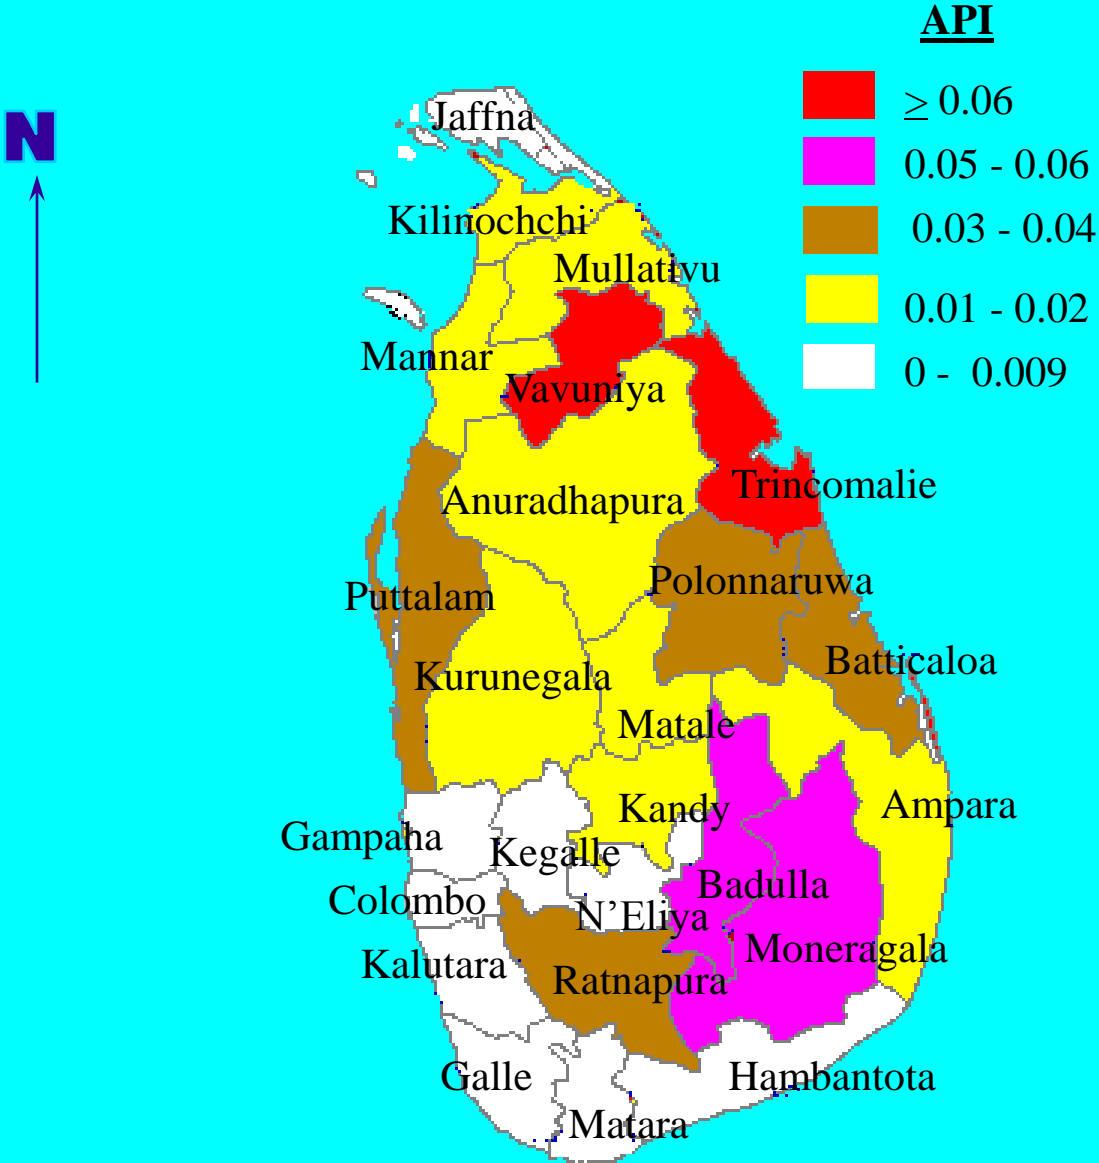 API
≥ 0.06
0.05 - 0.06
0.03 - 0.04
0.01 - 0.02
0 - 0.009
N
Jaffna
Kilinochchi
Mullativu
Mannar
Vavuniya
Trincomalie
Anuradhapura
Polonnaruwa
Puttalam
Batticaloa
Kurunegala
Matale
Kandy
Ampara
Gampaha
Kegalle
Badulla
Colombo
N’Eliya
Moneragala
Kalutara
Ratnapura
Galle
Hambantota
Matara